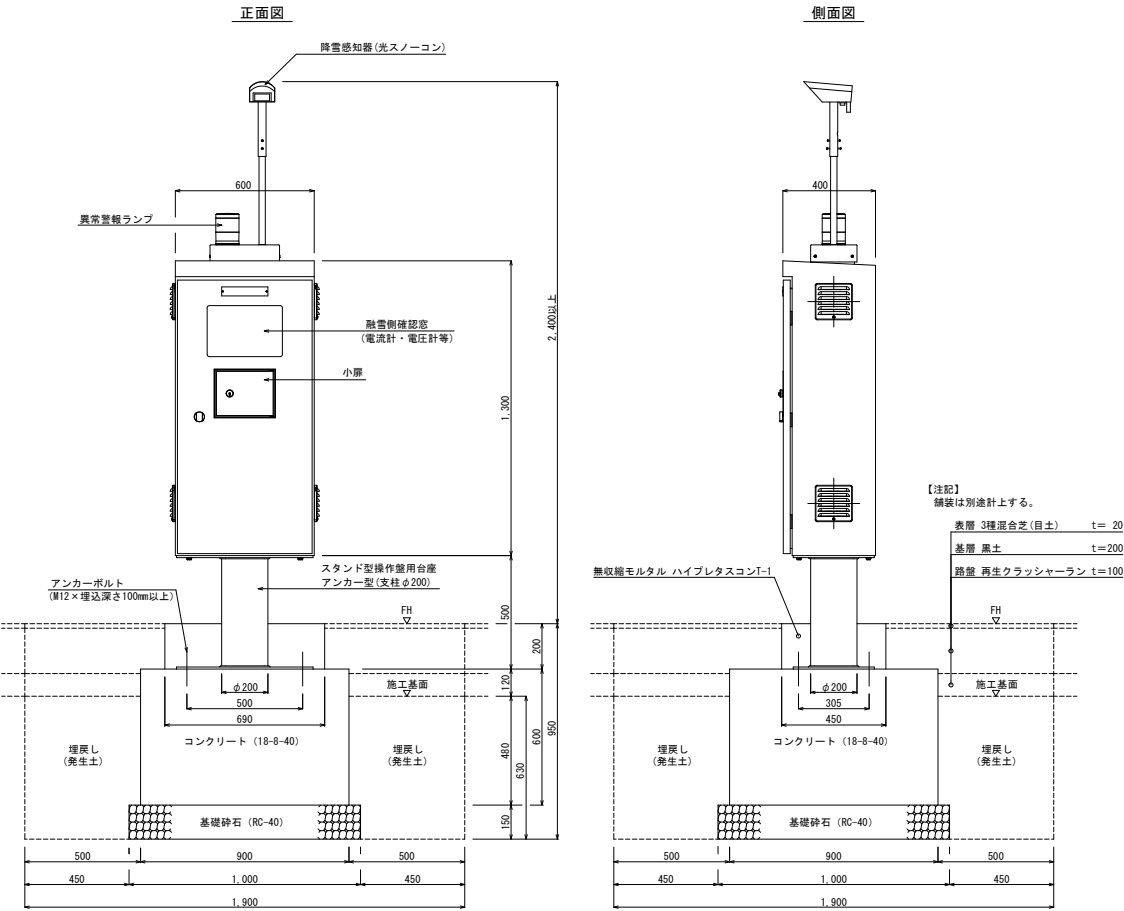 正面図
側面図
降雪感知器(光スノーコン)
600
400
異常警報ランプ
2,400以上
融雪側確認窓
(電流計・電圧計等)
小扉
1,300
【注記】
舗装は別途計上する。
表層 3種混合芝(目土) t= 20
基層 黒土 t=200
路盤 再生クラッシャーラン t=100
スタンド型操作盤用台座
アンカー型(支柱φ200)
アンカーボルト
(M12×埋込深さ100mm以上)
無収縮モルタル ハイプレタスコンT-1
500
FH
FH
200
120
施工基面
施工基面
φ200
500
690
φ200
305
450
コンクリート (18-8-40)
コンクリート (18-8-40)
埋戻し
(発生土)
埋戻し
(発生土)
埋戻し
(発生土)
埋戻し
(発生土)
480
630
600
950
150
基礎砕石 (RC-40)
基礎砕石 (RC-40)
500 900 500
450 1,000 450
1,900
500 900 500
450 1,000 450
1,900